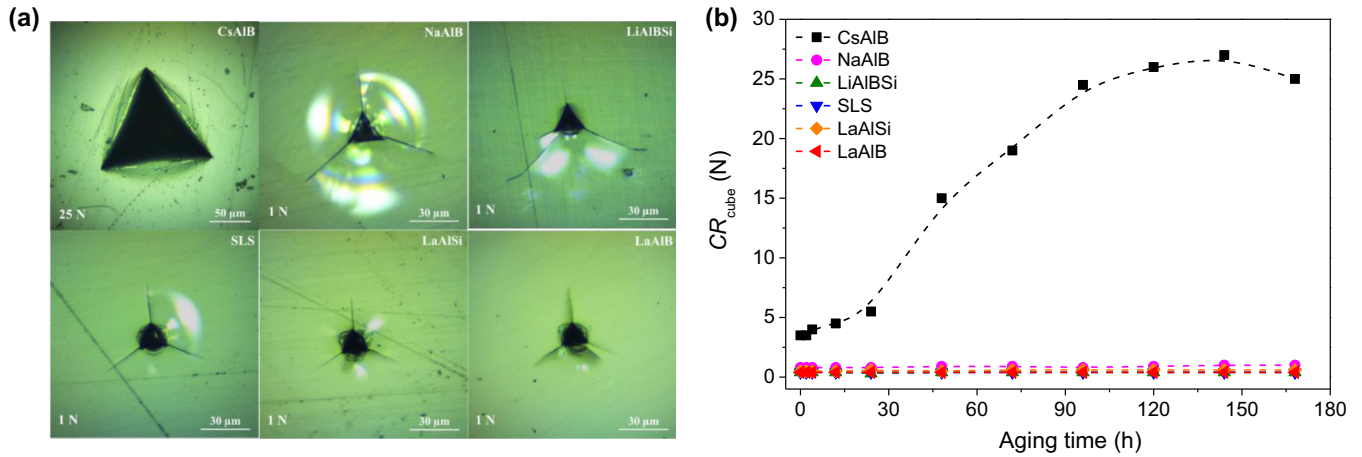 (a)
CsAlB
25 N
50 µm
NaAlB
1 N
30 µm
LiAlBSi
1 N
30 µm
SLS
1 N
30 µm
LaAlSi
1 N
30 µm
LaAlB
1 N
30 µm
(b)
CsAlB
NaAlB
LiAlBSi
SLS
LaAlSi
LaAlB
CRcube (N)
30
25
20
15
10
5
0
0 30 60 90 120 150 180
Aging time (h)